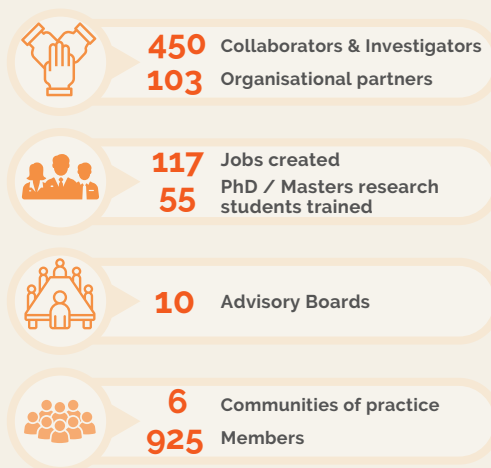 450 Collaborators & Investigators
103 Organisational partners
117 Jobs created
55 PhD / Masters research
students trained
10 Advisory Boards
6 Communities of practice
925 Members